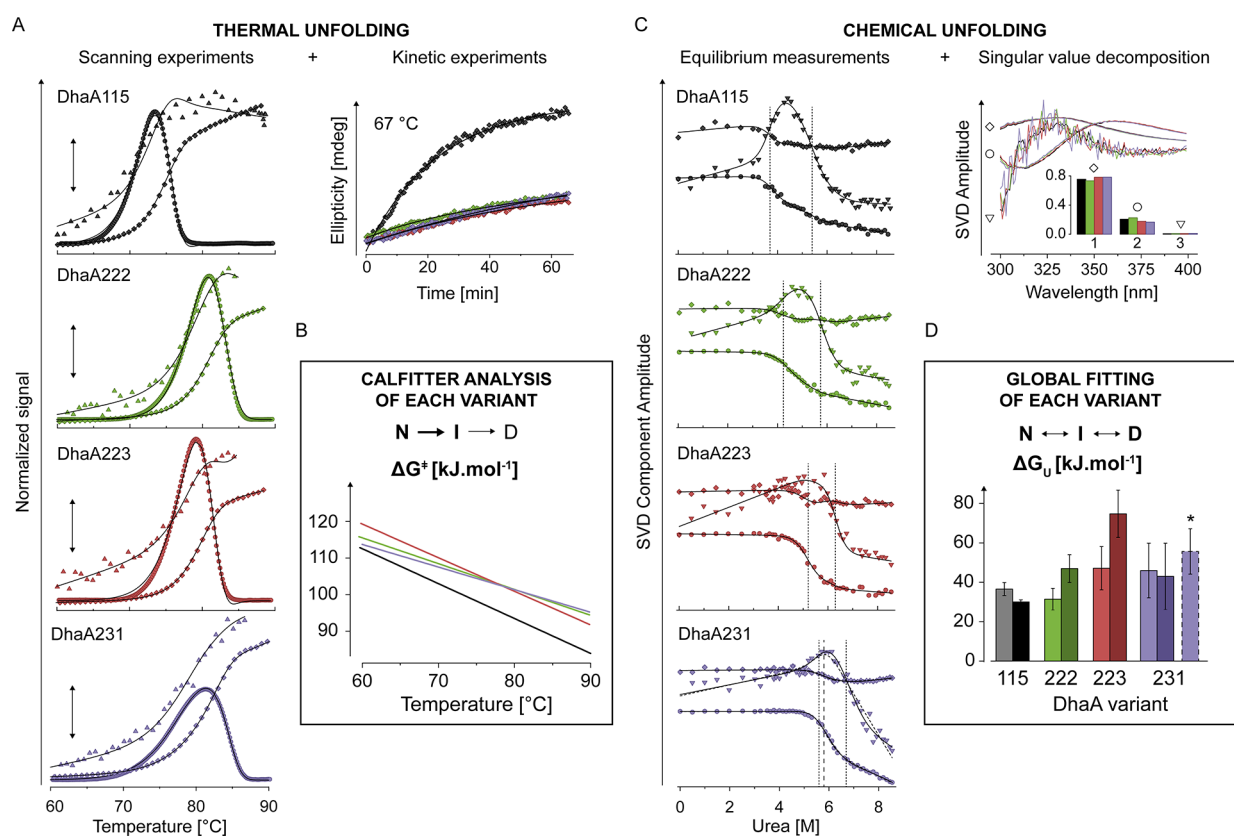 A
THERMAL UNFOLDING
Scanning experiments + Kinetic experiments
DhaA115
67 °C
Ellipticity [mdeg]
0 20 40 60
Time [min]
DhaA222
DhaA223
DhaA231
Normalized signal
60 70 80 90
Temperature [°C]
B
CALFITTER ANALYSIS
OF EACH VARIANT
N I D
ΔG‡ [kJ.mol-1]
120
110
100
90
60 70 80 90
Temperature [°C]
C
CHEMICAL UNFOLDING
Equilibrium measurements + Singular value decomposition
DhaA115
SVD Amplitude
0.8
0.4
0.0
1 2 3
300 325 350 375 400
Wavelength [nm]
DhaA222
DhaA223
DhaA231
SVD Component Amplitude
0 2 4 6 8
Urea [M]
D
GLOBAL FITTING
OF EACH VARIANT
N I D
ΔGU [kJ.mol-1]
80
60
40
20
0
*
115 222 223 231
DhaA variant